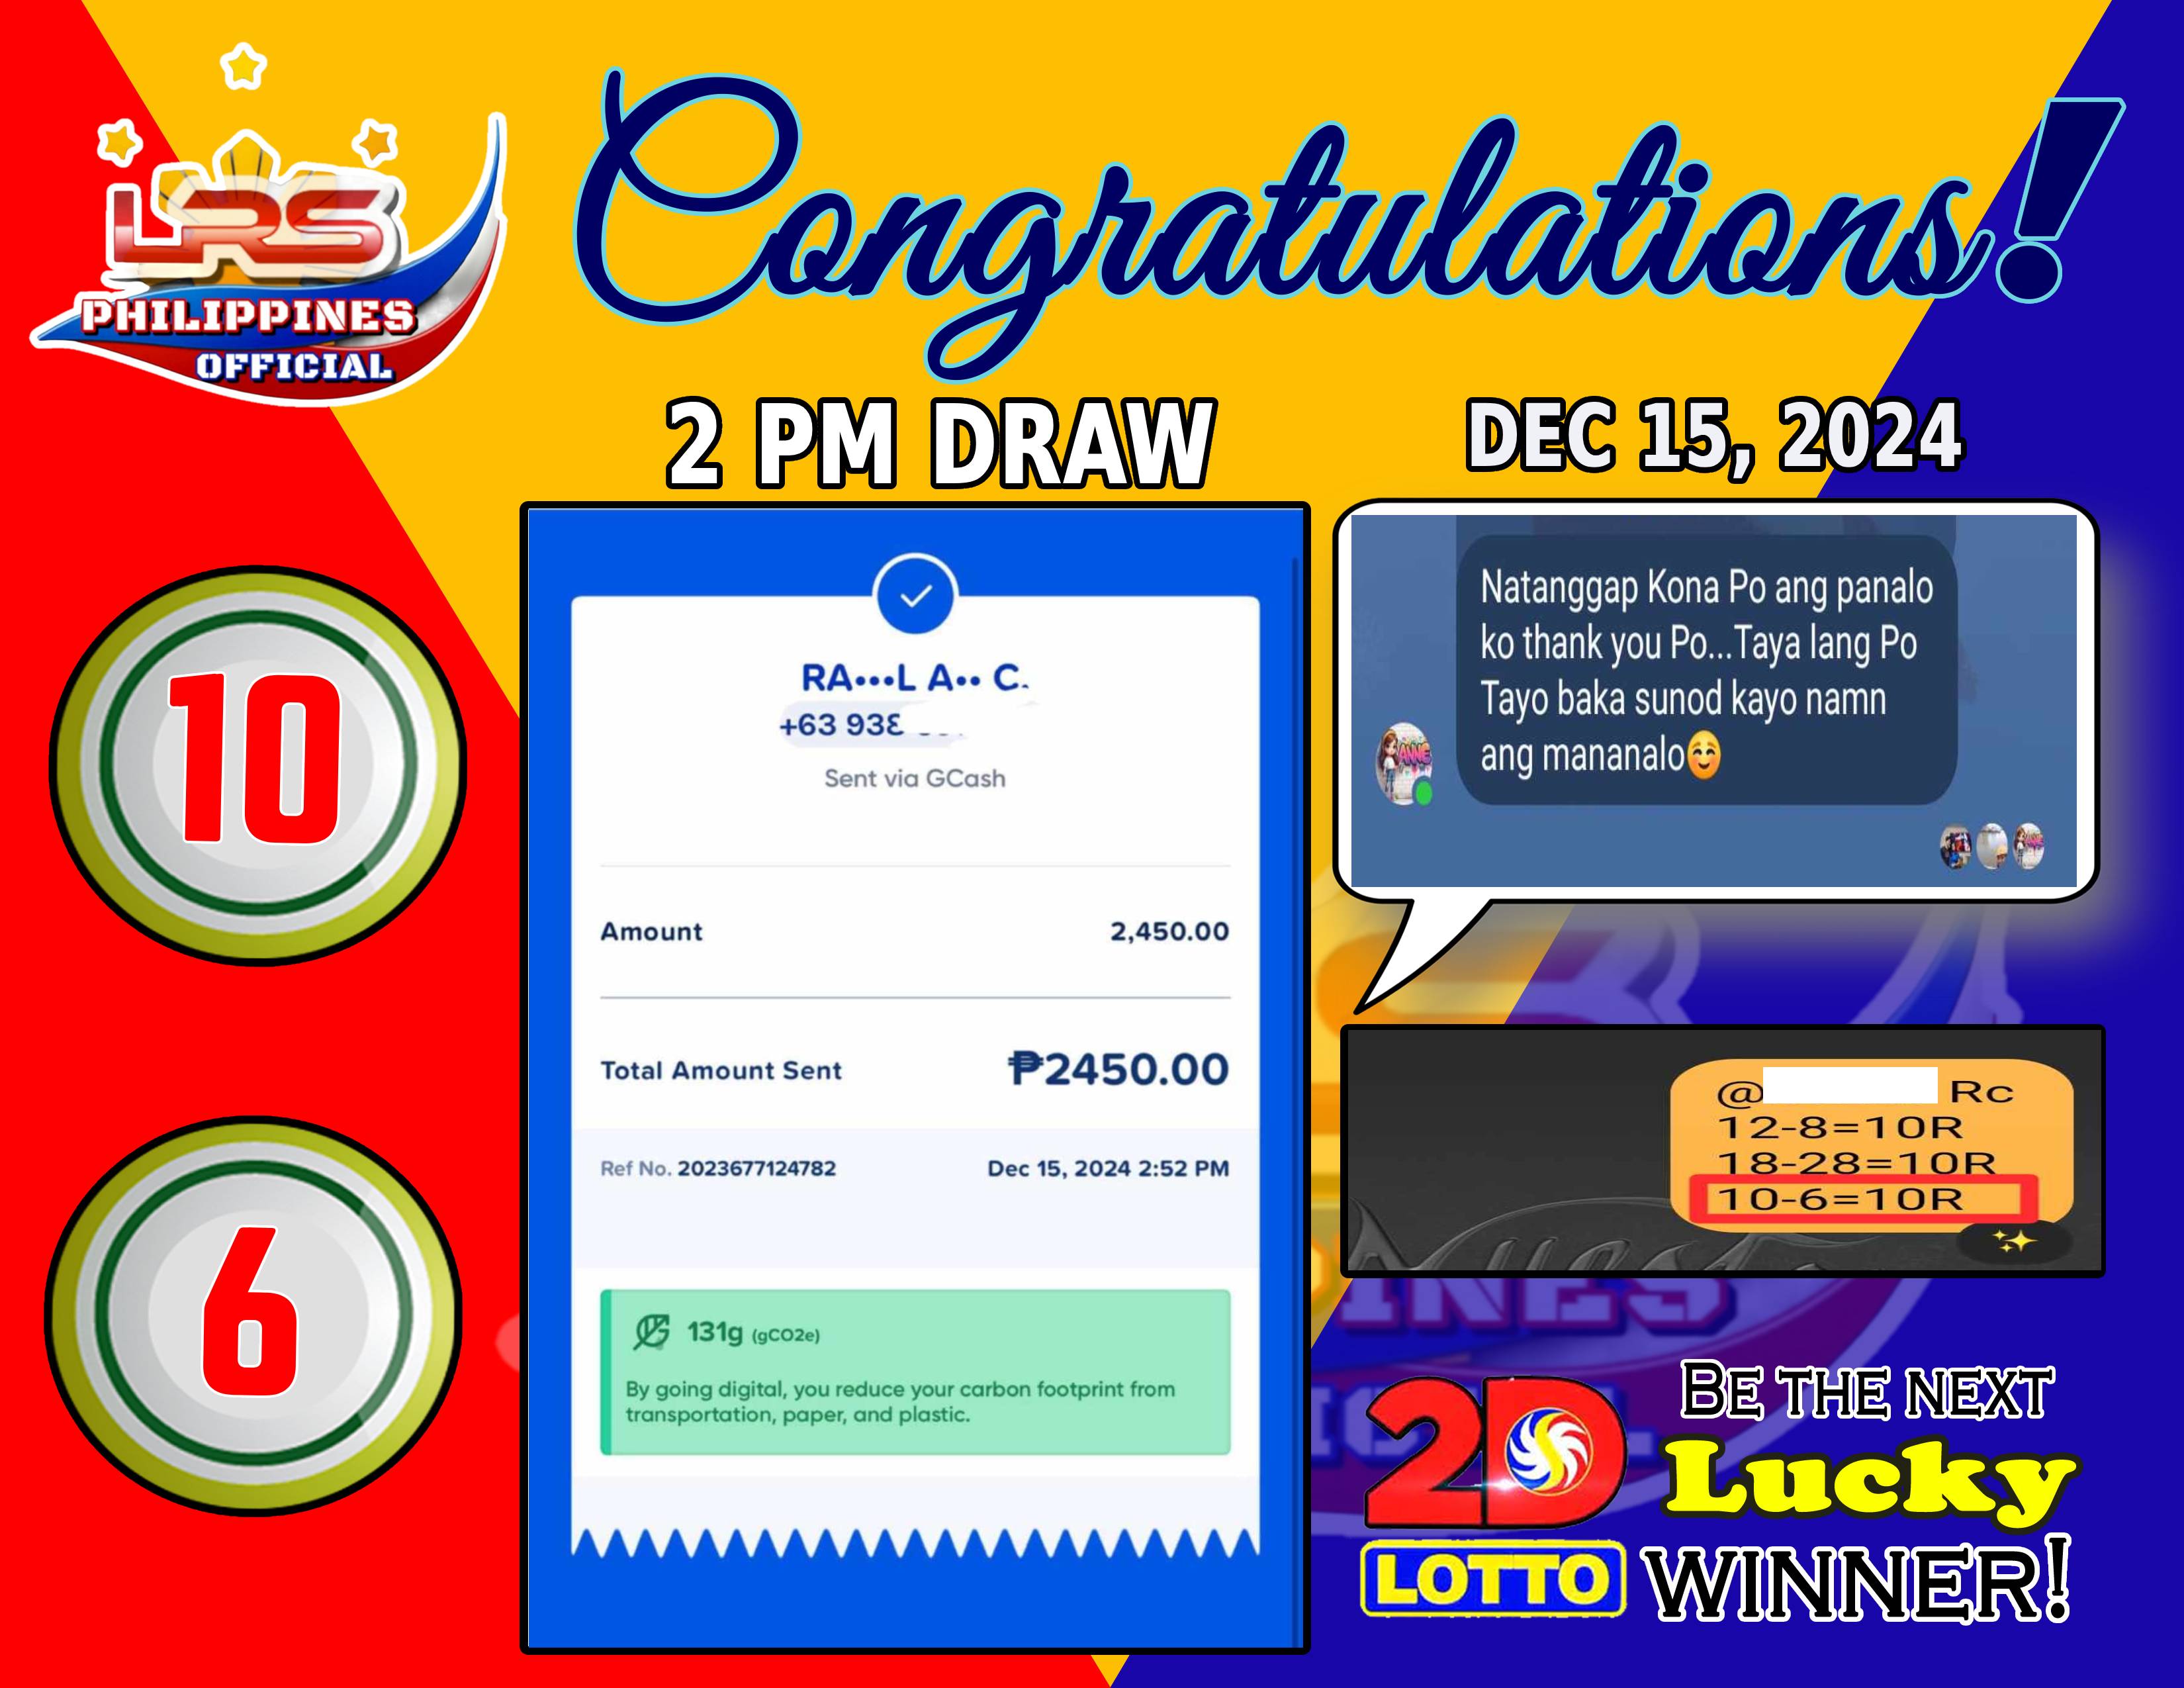 LRS
PHILIPPINES
OFFICIAL
Congratulations!
2 PM DRAW
DEC 15, 2024
10
6
RA•••L A•• C.
+63 938
Sent via GCash
Amount 2,450.00
Total Amount Sent ₱2450.00
Ref No. 2023677124782 Dec 15, 2024 2:52 PM
131g (gCO2e)
By going digital, you reduce your carbon footprint from
transportation, paper, and plastic.
Natanggap Kona Po ang panalo
ko thank you Po...Taya lang Po
Tayo baka sunod kayo namn
ang mananalo☺️
ANNE
@ Rc
12-8=10R
18-28=10R
10-6=10R
2D
LOTTO
BE THE NEXT
Lucky
WINNER!